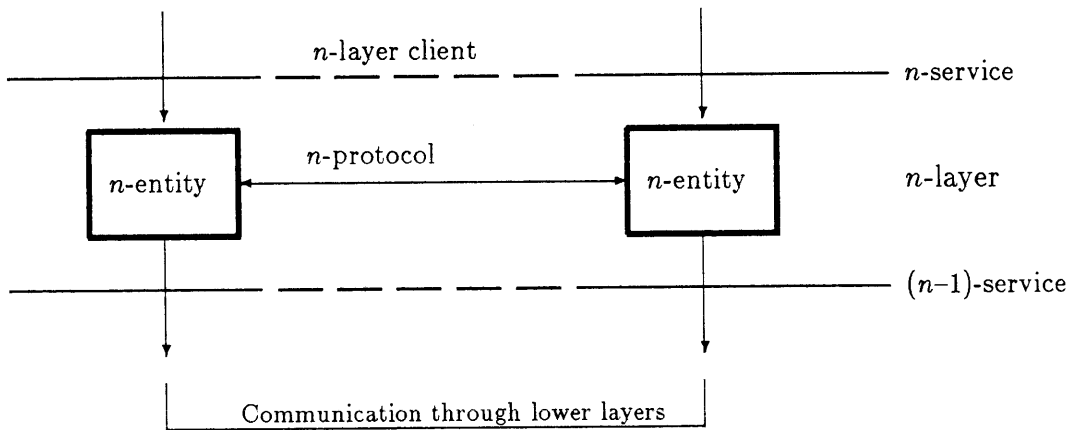 n-layer client
n-service
n-protocol
n-entity
n-entity
n-layer
(n–1)-service
Communication through lower layers